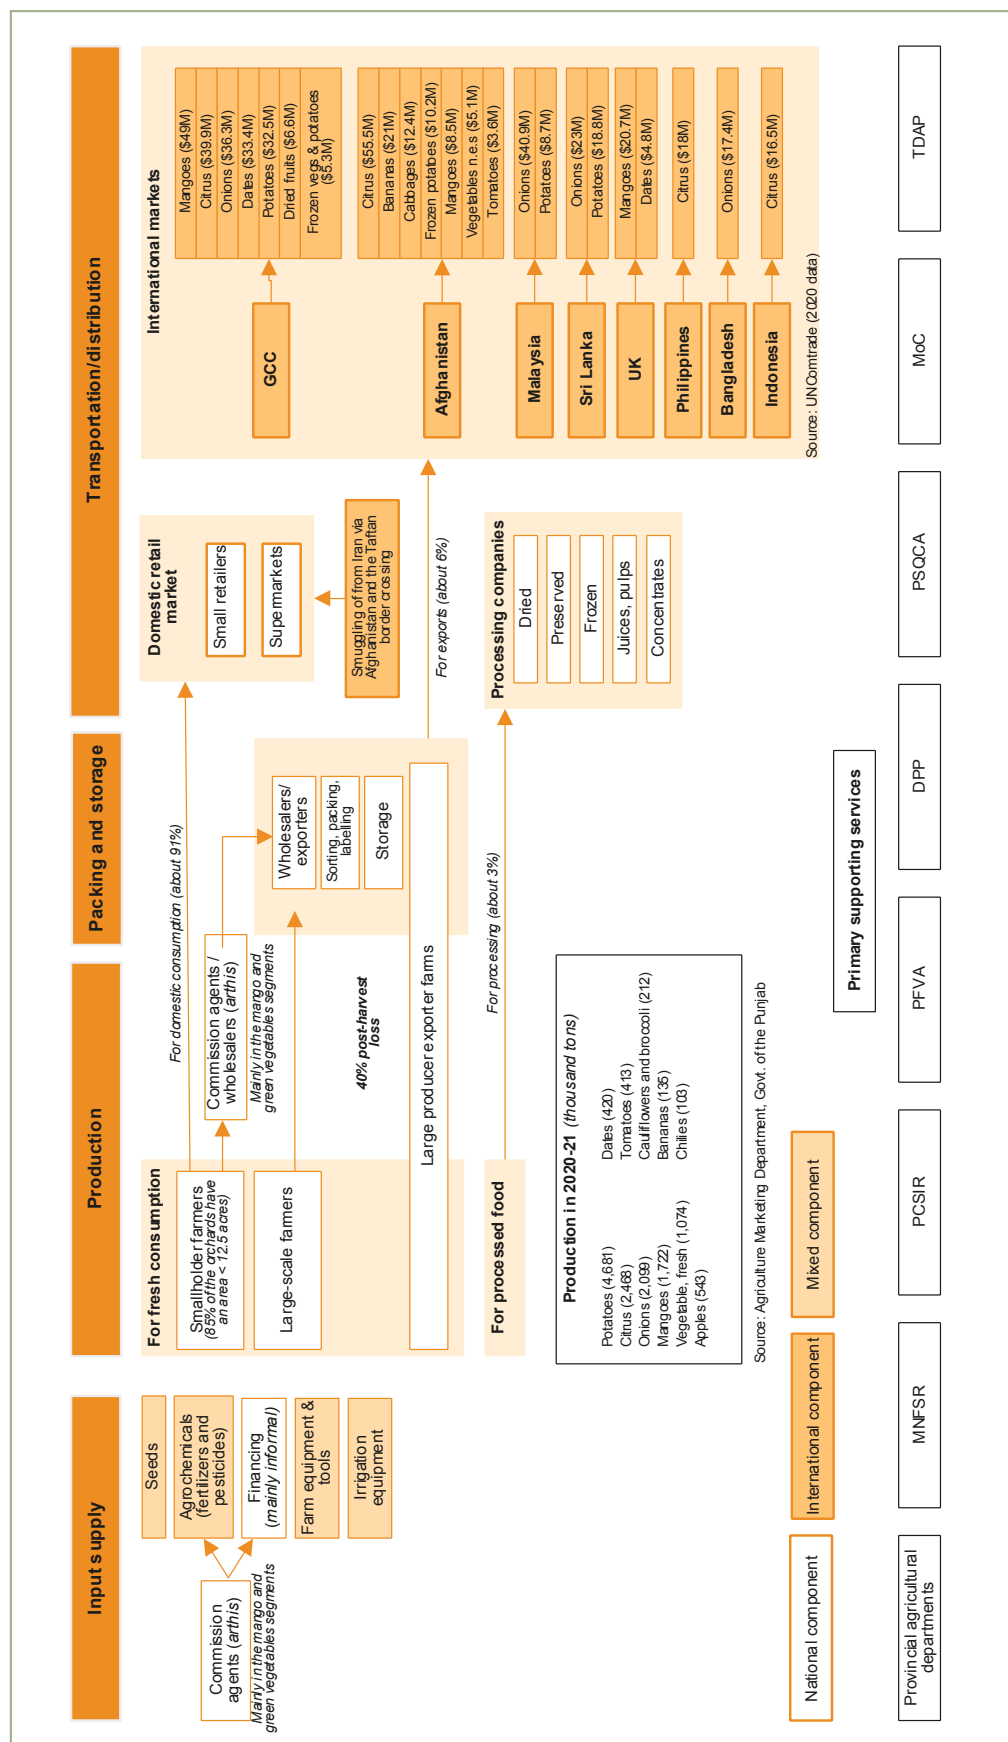 Input supply
Production
Packing and storage
Transportation/distribution
Commission
agents (arthis)
Mainly in the mango and
green vegetables segments
Seeds
Agrochemicals
(fertilizers and
pesticides)
Financing
(mainly informal)
Farm equipment &
tools
Irrigation
equipment
For fresh consumption
Smallholder farmers
(85% of the orchards have
an area < 12.5 acres)
Large-scale farmers
Commission agents /
wholesalers (arthis)
Mainly in the mango and
green vegetables segments
40% post-harvest
loss
Large producer exporter farms
Wholesalers/
exporters
Sorting, packing,
labelling
Storage
For domestic consumption (about 91%)
Domestic retail
market
Small retailers
Supermarkets
Smuggling of from Iran via
Afghanistan and the Taftan
border crossing
For exports (about 6%)
For processed food
For processing (about 3%)
Processing companies
Dried
Preserved
Frozen
Juices, pulps
Concentrates
International markets
GCC
Mangoes ($49M)
Citrus ($39.9M)
Onions ($36.3M)
Dates ($33.4M)
Potatoes ($32.5M)
Dried fruits ($6.6M)
Frozen vegs & potatoes
($5.3M)
Afghanistan
Citrus ($55.5M)
Bananas ($21M)
Cabbages ($12.4M)
Frozen potatoes ($10.2M)
Mangoes ($8.5M)
Vegetables n.e.s ($5.1M)
Tomatoes ($3.6M)
Malaysia
Onions ($40.9M)
Potatoes ($8.7M)
Sri Lanka
Onions ($23M)
Potatoes ($18.8M)
UK
Mangoes ($20.7M)
Dates ($4.8M)
Philippines
Citrus ($18M)
Bangladesh
Onions ($17.4M)
Indonesia
Citrus ($16.5M)
Source: UNComtrade (2020 data)
Production in 2020-21 (thousand tons)
Potatoes (4,681)
Citrus (2,468)
Onions (2,099)
Mangoes (1,722)
Vegetable, fresh (1,074)
Apples (543)
Dates (420)
Tomatoes (413)
Cauliflowers and broccoli (212)
Bananas (135)
Chilies (103)
Source: Agriculture Marketing Department, Govt. of the Punjab
National component
International component
Mixed component
Primary supporting services
Provincial agricultural
departments
MNFSR
PCSIR
PFVA
DPP
PSQCA
MoC
TDAP